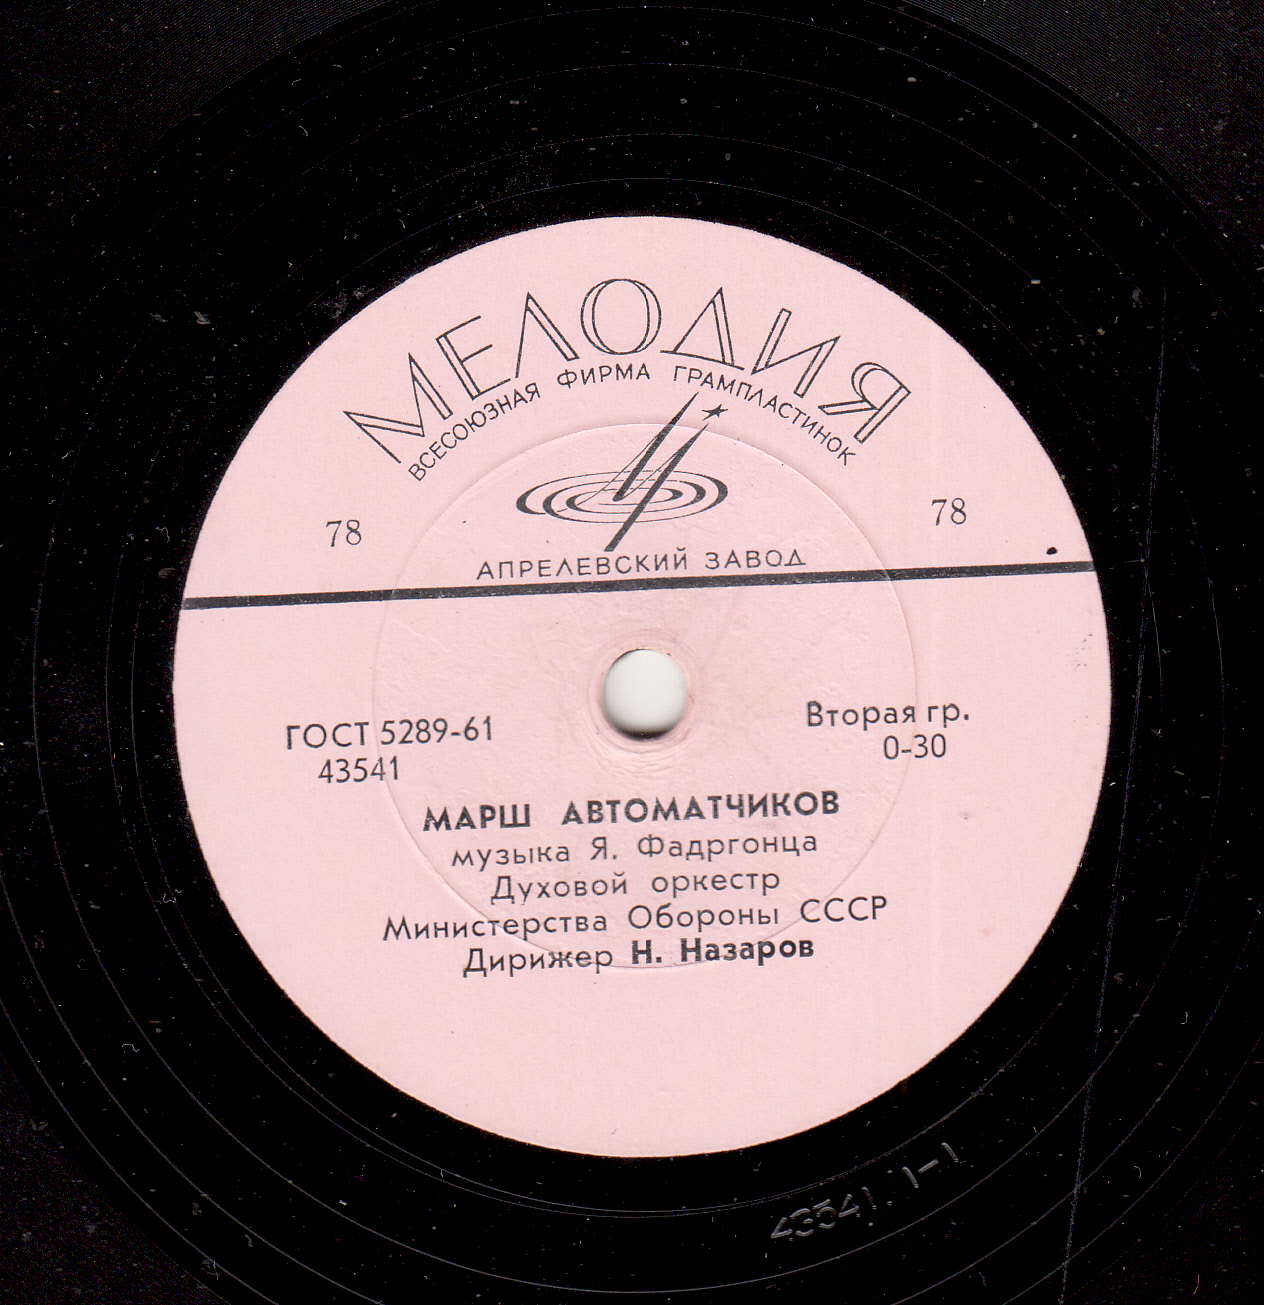 МЕЛОДИЯ
ВСЕСОЮЗНАЯ ФИРМА ГРАМПЛАСТИНОК
78
78
АПРЕЛЕВСКИЙ ЗАВОД
ГОСТ 5289-61
43541
Вторая гр.
0-30
МАРШ АВТОМАТЧИКОВ
музыка Я. Фадргонца
Духовой оркестр
Министерства Обороны СССР
Дирижер Н. Назаров
43541. 1-1